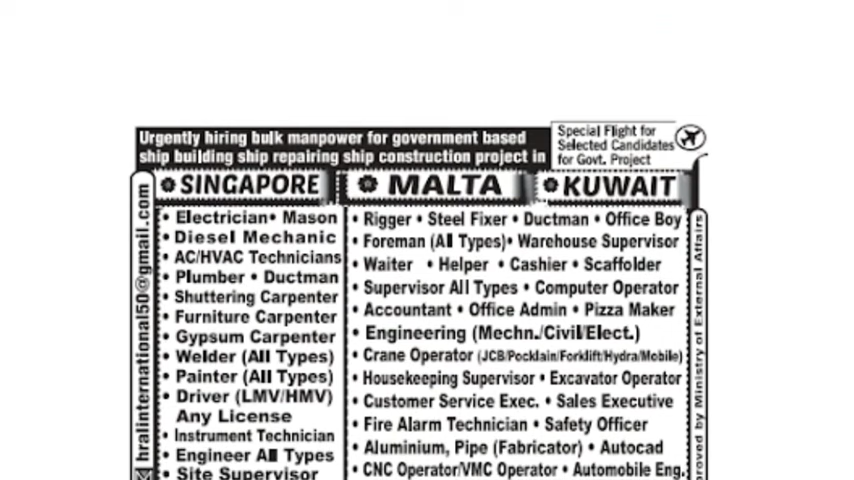 Urgently hiring bulk manpower for government based
ship building ship repairing ship construction project in
Special Flight for
Selected Candidates
for Govt. Project
SINGAPORE
MALTA
KUWAIT
hralinternational50@gmail.com
• Electrician • Mason
• Diesel Mechanic
• AC/HVAC Technicians
• Plumber • Ductman
• Shuttering Carpenter
• Furniture Carpenter
• Gypsum Carpenter
• Welder (All Types)
• Painter (All Types)
• Driver (LMV/HMV)
Any License
• Instrument Technician
• Engineer All Types
• Site Supervisor
• Rigger • Steel Fixer • Ductman • Office Boy
• Foreman (All Types) • Warehouse Supervisor
• Waiter • Helper • Cashier • Scaffolder
• Supervisor All Types • Computer Operator
• Accountant • Office Admin • Pizza Maker
• Engineering (Mechn./Civil/Elect.)
• Crane Operator (JCB/Pocklain/Forklift/Hydra/Mobile)
• Housekeeping Supervisor • Excavator Operator
• Customer Service Exec. • Sales Executive
• Fire Alarm Technician • Safety Officer
• Aluminium, Pipe (Fabricator) • Autocad
• CNC Operator/VMC Operator • Automobile Eng.
by Ministry of External Affairs